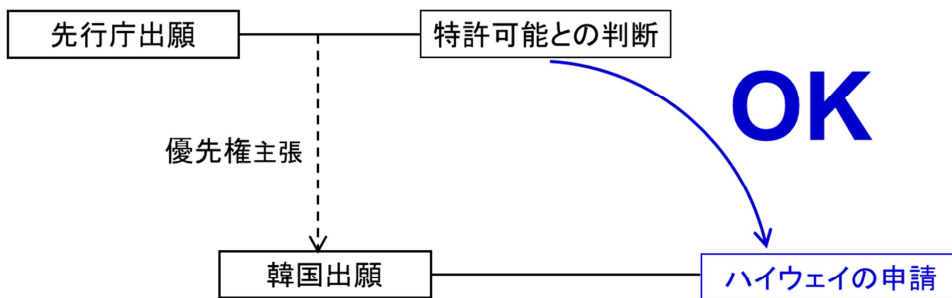 先行庁出願
特許可能との判断
OK
優先権主張
韓国出願
ハイウェイの申請